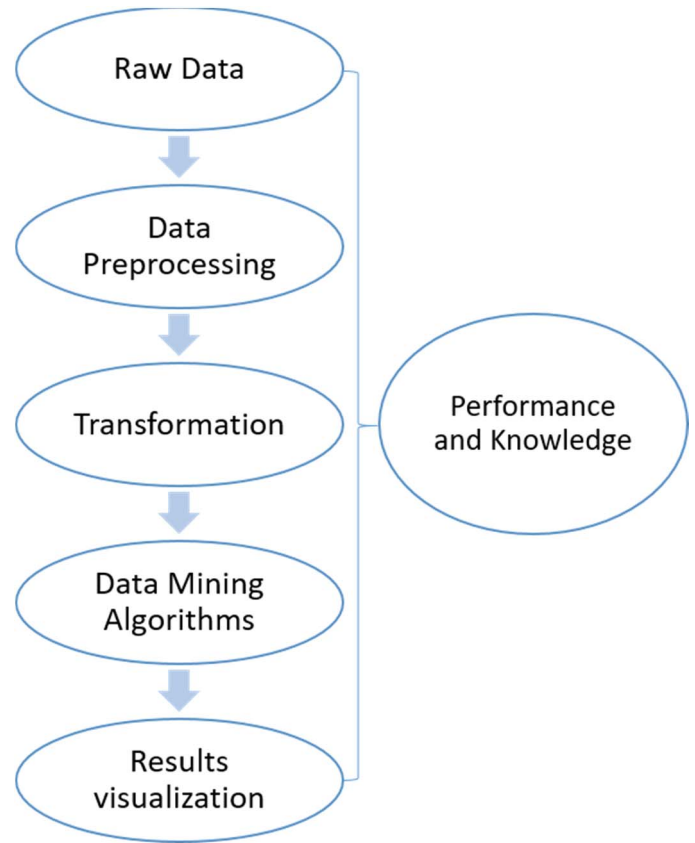 Raw Data
Data
Preprocessing
Transformation
Data Mining
Algorithms
Results
visualization
Performance
and Knowledge